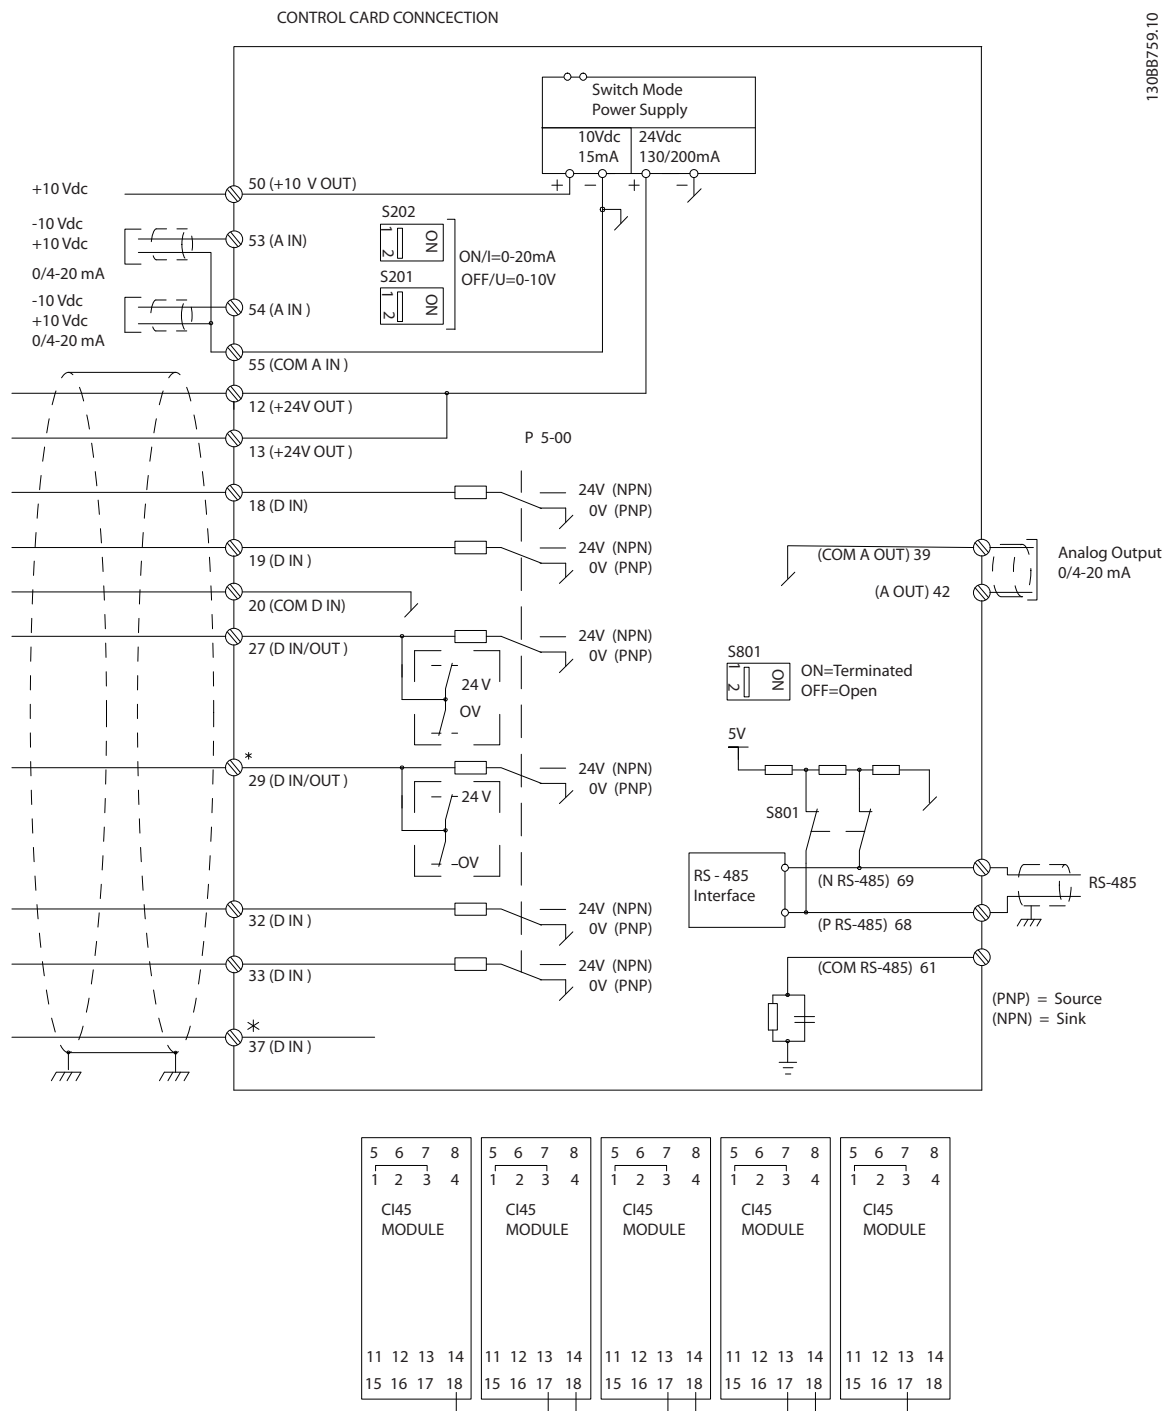 CONTROL CARD CONNCECTION
130BB759.10
Switch Mode
Power Supply
10Vdc
15mA
24Vdc
130/200mA
+ - + -
+10 Vdc
50 (+10 V OUT)
-10 Vdc
+10 Vdc
0/4-20 mA
53 (A IN)
S202
1 2 ON
ON/I=0-20mA
OFF/U=0-10V
S201
1 2 ON
-10 Vdc
+10 Vdc
0/4-20 mA
54 (A IN )
55 (COM A IN )
12 (+24V OUT )
13 (+24V OUT )
P 5-00
18 (D IN)
24V (NPN)
0V (PNP)
19 (D IN )
24V (NPN)
0V (PNP)
(COM A OUT) 39
Analog Output
0/4-20 mA
(A OUT) 42
20 (COM D IN)
27 (D IN/OUT )
24V (NPN)
0V (PNP)
24 V
OV
S801
1 2 ON
ON=Terminated
OFF=Open
5V
*
29 (D IN/OUT )
24V (NPN)
0V (PNP)
24 V
OV
S801
RS - 485
Interface
(N RS-485) 69
RS-485
(P RS-485) 68
32 (D IN )
24V (NPN)
0V (PNP)
33 (D IN )
24V (NPN)
0V (PNP)
(COM RS-485) 61
(PNP) = Source
(NPN) = Sink
*
37 (D IN )
5 6 7 8 5 6 7 8 5 6 7 8 5 6 7 8 5 6 7 8
1 2 3 4 1 2 3 4 1 2 3 4 1 2 3 4 1 2 3 4
CI45 CI45 CI45 CI45 CI45
MODULE MODULE MODULE MODULE MODULE
11 12 13 14 11 12 13 14 11 12 13 14 11 12 13 14 11 12 13 14
15 16 17 18 15 16 17 18 15 16 17 18 15 16 17 18 15 16 17 18